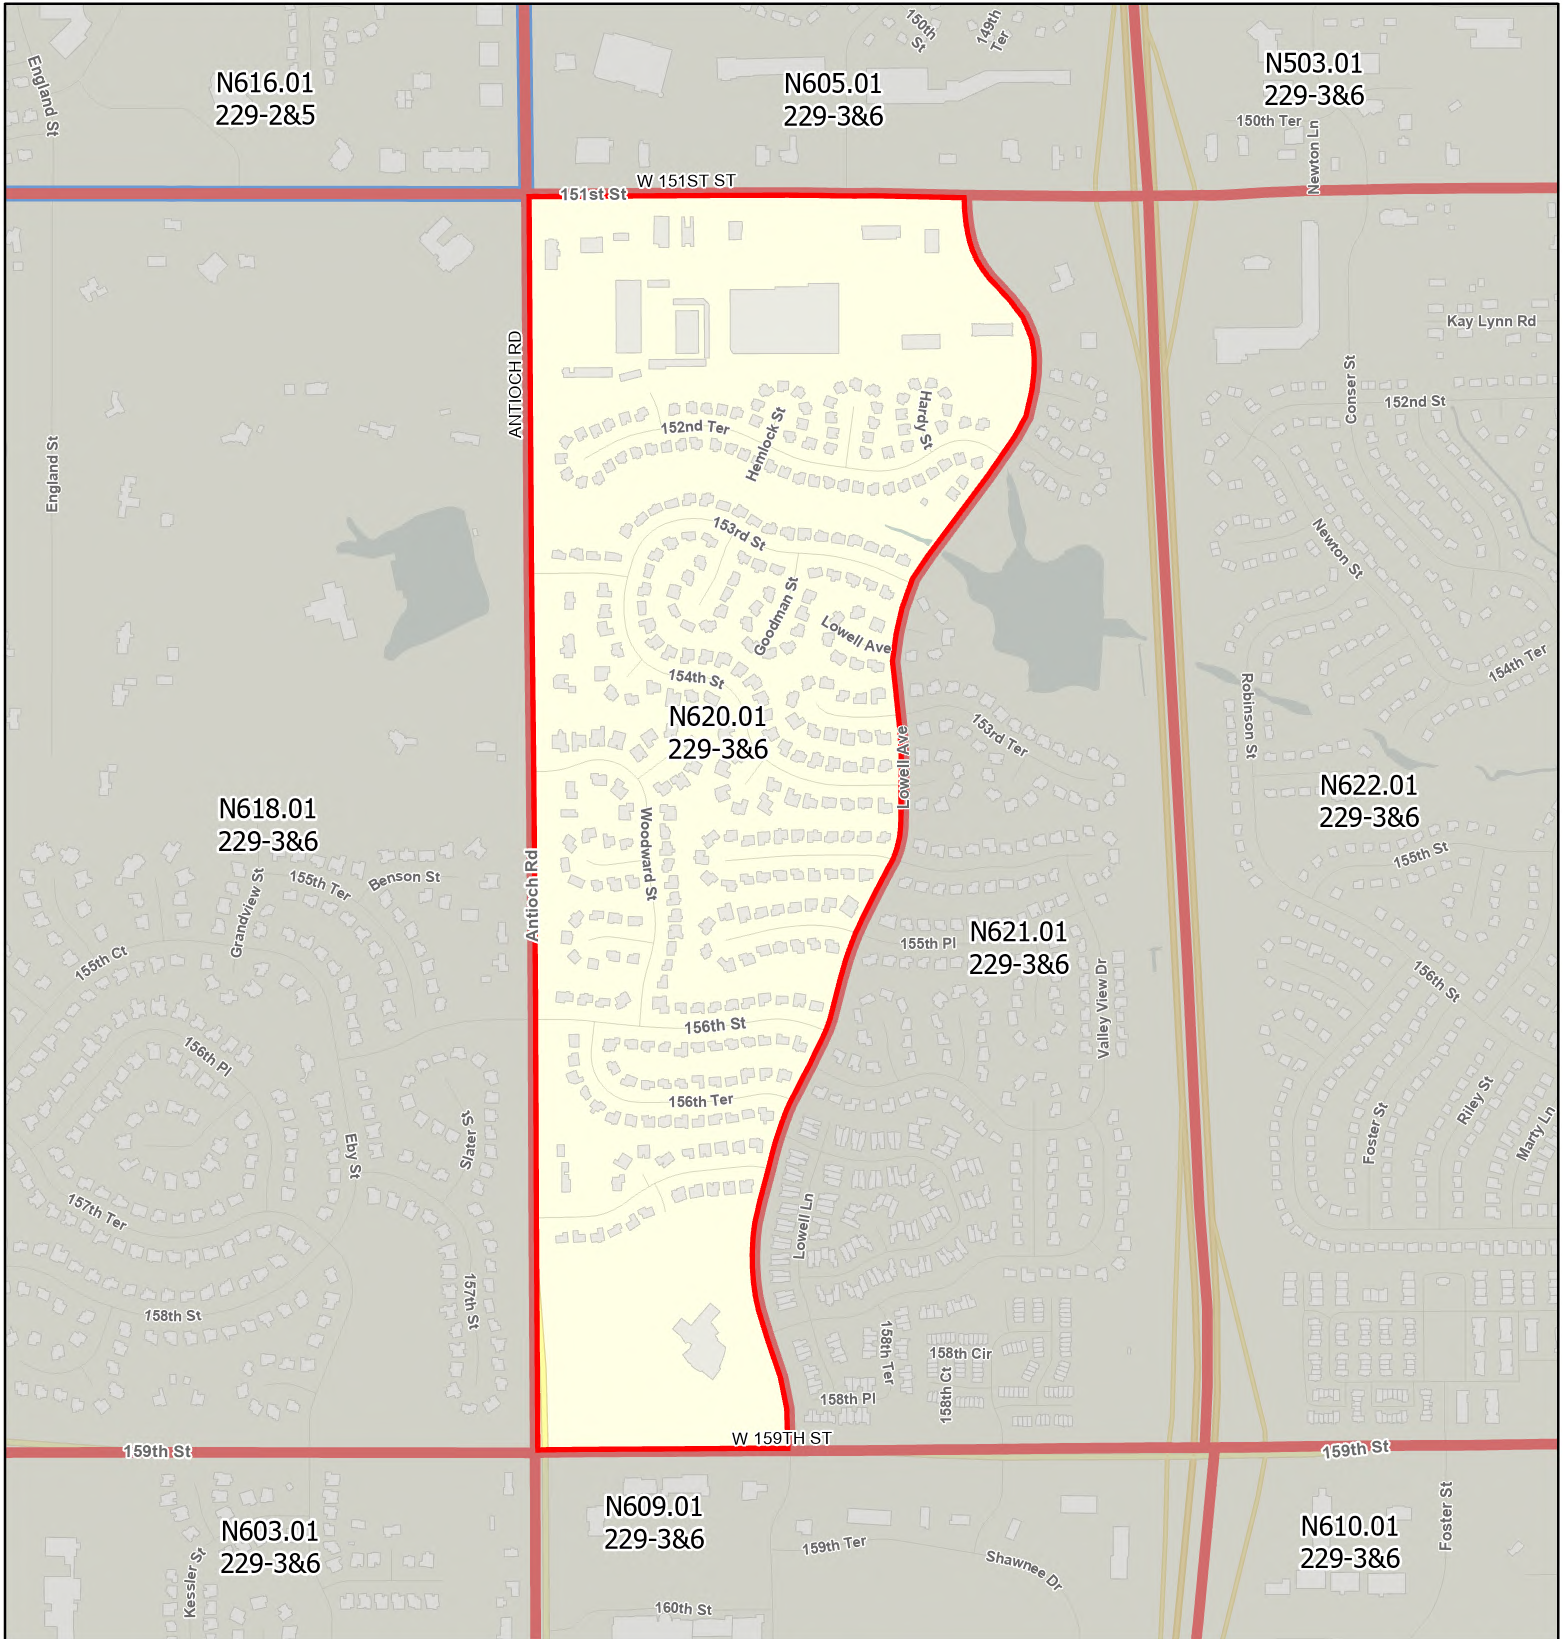 150th
St
149th
Ter
England St
N616.01
229-2&5
N605.01
229-3&6
N503.01
229-3&6
150th Ter
Newton Ln
W 151ST ST
151st St
ANTIOCH RD
Kay Lynn Rd
Conser St
152nd St
Hardy St
152nd Ter
Hemlock St
England St
153rd St
Newton St
Goodman St
Lowell Ave
154th Ter
154th St
Robinson St
N620.01
229-3&6
153rd Ter
Lowell Ave
N622.01
229-3&6
N618.01
229-3&6
Woodward St
155th St
Antioch Rd
Grandview St
155th Ter
Benson St
N621.01
229-3&6
155th Pl
155th Ct
156th St
Valley View Dr
156th St
156th Pl
156th Ter
Slater St
Eby St
Riley St
Foster St
Marty Ln
157th Ter
Lowell Ln
157th St
158th St
158th Ter
158th Cir
158th Ct
158th Pl
W 159TH ST
159th St
159th St
N609.01
229-3&6
N603.01
229-3&6
N610.01
229-3&6
Foster St
159th Ter
Shawnee Dr
Kessler St
160th St